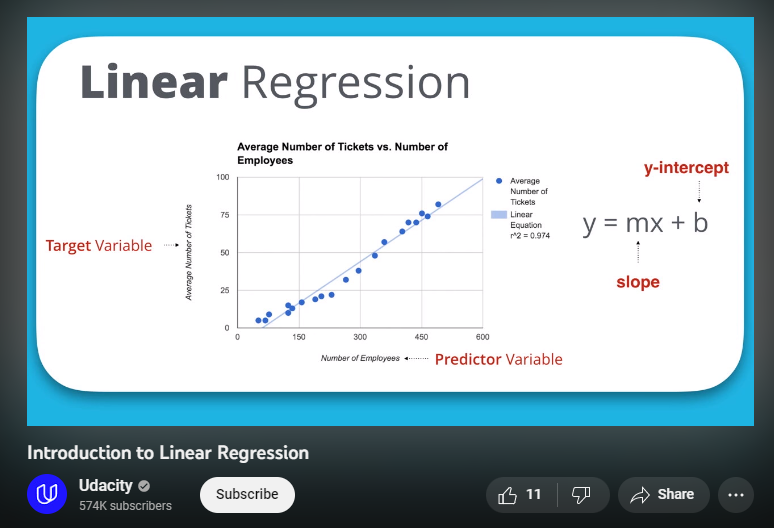 Linear Regression
Average Number of Tickets vs. Number of
Employees
y-intercept
100
75
50
25
0
Average Number of Tickets
Target Variable
0
150
300
450
600
Number of Employees
Predictor Variable
Average
Number of
Tickets
Linear
Equation
r^2 = 0.974
y = mx + b
slope
Introduction to Linear Regression
Udacity
574K subscribers
Subscribe
11
Share